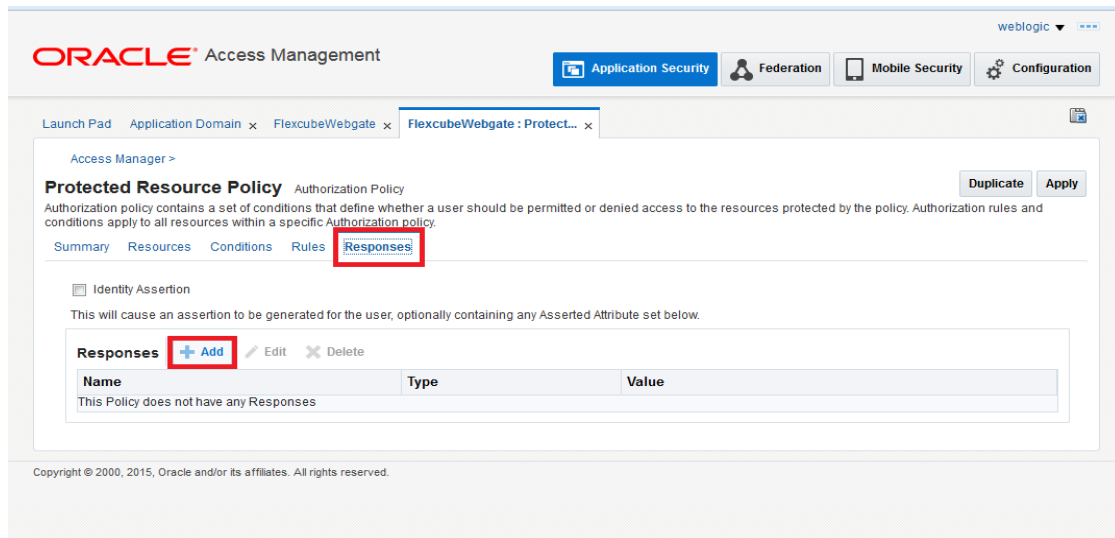 weblogic
ORACLE Access Management
Application Security Federation Mobile Security Configuration
Launch Pad Application Domain x FlexcubeWebgate x FlexcubeWebgate : Protect... x
Access Manager >
Protected Resource Policy Authorization Policy
Duplicate Apply
Authorization policy contains a set of conditions that define whether a user should be permitted or denied access to the resources protected by the policy. Authorization rules and
conditions apply to all resources within a specific Authorization policy.
Summary Resources Conditions Rules Responses
Identity Assertion
This will cause an assertion to be generated for the user, optionally containing any Asserted Attribute set below.
Responses Add Edit Delete
Name Type Value
This Policy does not have any Responses
Copyright © 2000, 2015, Oracle and/or its affiliates. All rights reserved.